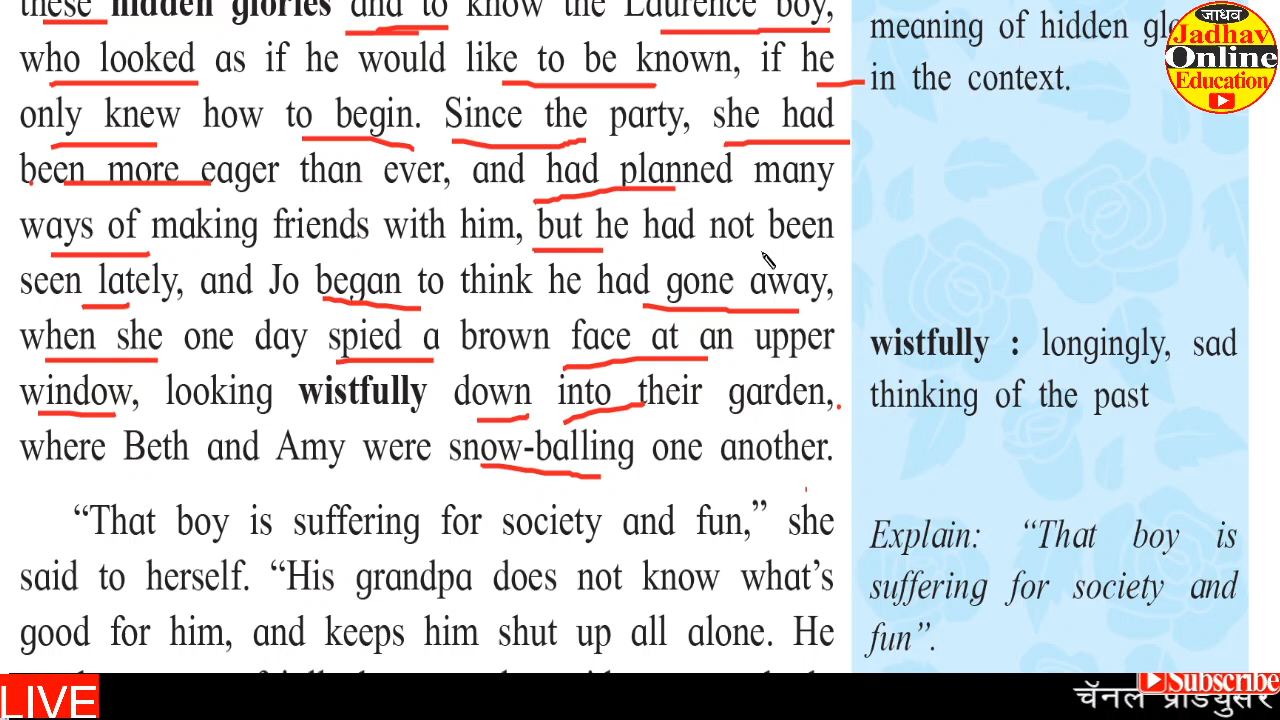 these hidden glories and to know the Laurence boy,
who looked as if he would like to be known, if he
only knew how to begin. Since the party, she had
been more eager than ever, and had planned many
ways of making friends with him, but he had not been
seen lately, and Jo began to think he had gone away,
when she one day spied a brown face at an upper
window, looking wistfully down into their garden,
where Beth and Amy were snow-balling one another.
“That boy is suffering for society and fun,” she
said to herself. “His grandpa does not know what’s
good for him, and keeps him shut up all alone. He
meaning of hidden
in the context.
wistfully : longingly, sad
thinking of the past
Explain: “That boy is
suffering for society and
fun”.
जाधव
Jadhav
Online
Education
LIVE
Subscribe
चॅनल प्रोड्युसर